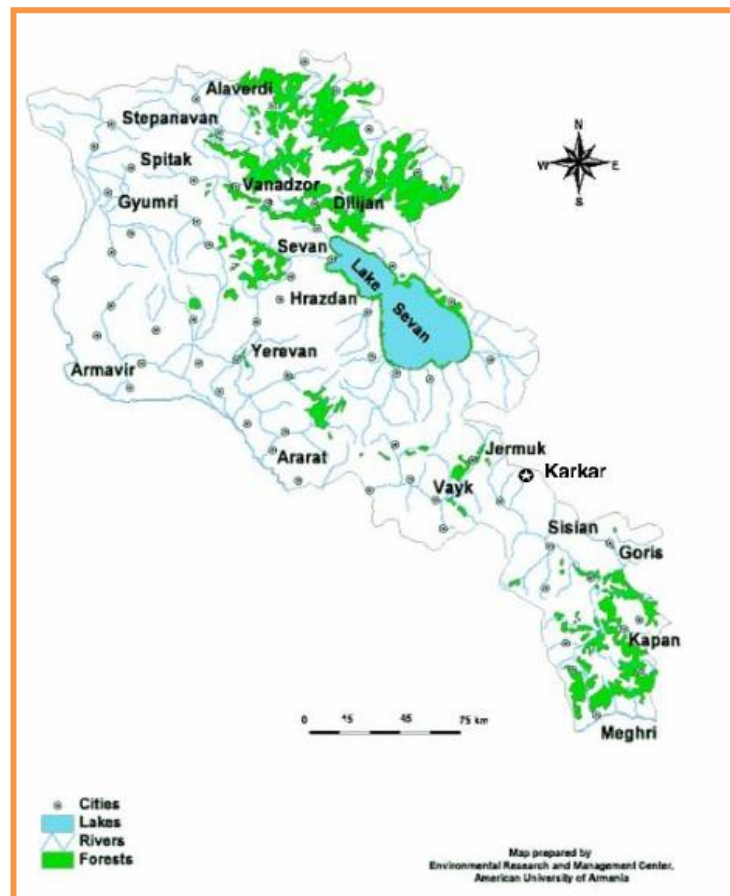 Alaverdi
Stepanavan
Spitak
Vanadzor
Gyumri
Dilijan
N
W E
S
Sevan
Lake
Sevan
Hrazdan
Yerevan
Armavir
Ararat
Jermuk
Karkar
Vayk
Sisian
Goris
Kapan
0 45 75 km
Meghri
Cities
Lakes
Rivers
Forests
Map prepared by
Environmental Research and Management Center,
American University of Armenia